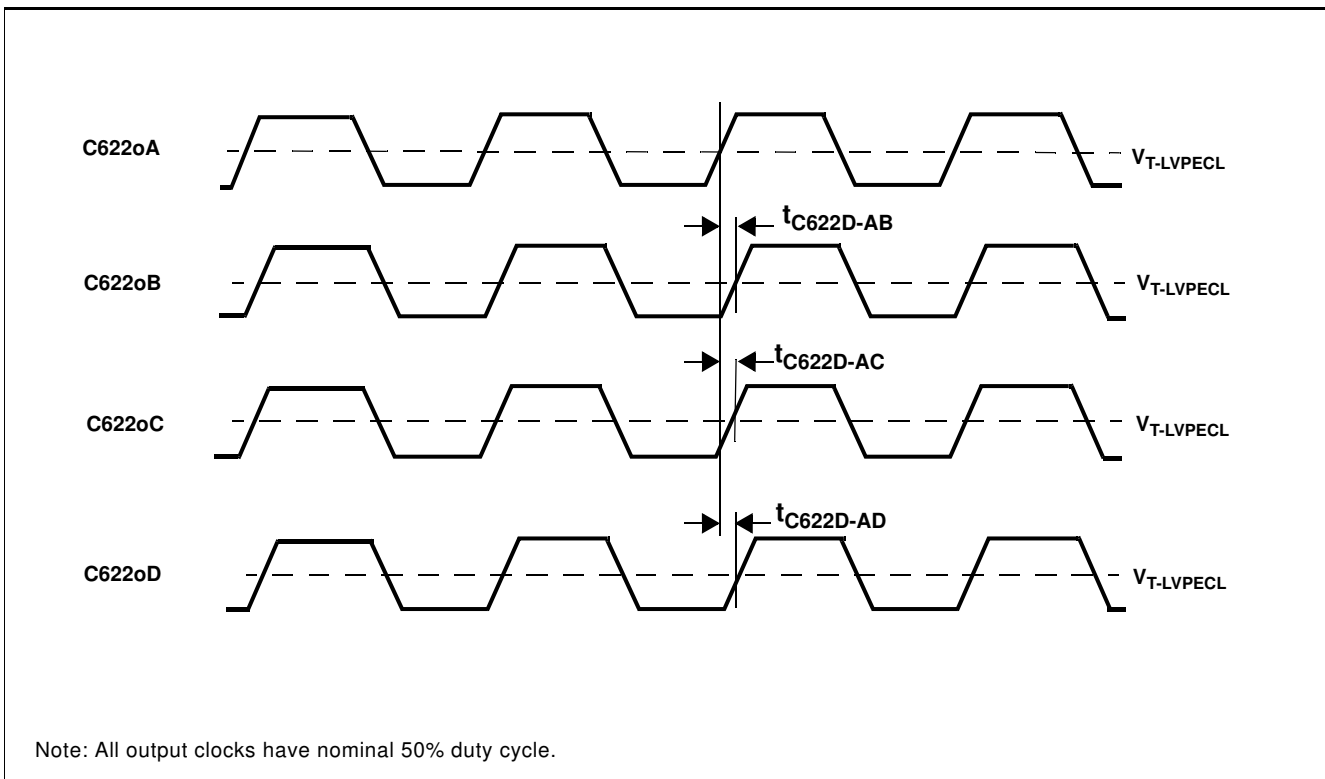 C622oA
VT-LVPECL
tC622D-AB
C622oB
VT-LVPECL
tC622D-AC
C622oC
VT-LVPECL
tC622D-AD
C622oD
VT-LVPECL
Note: All output clocks have nominal 50% duty cycle.